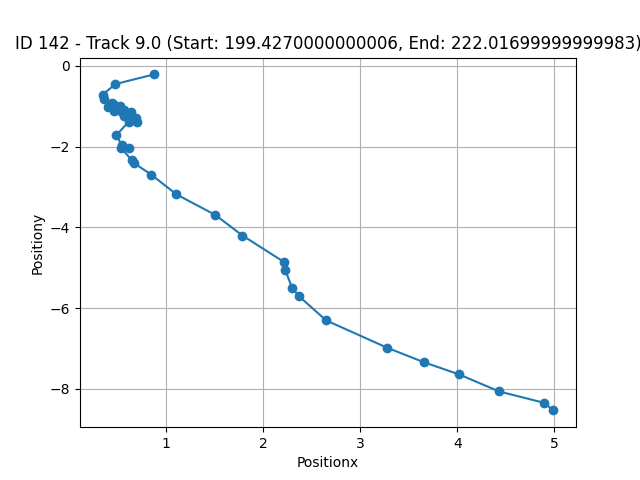 ID 142 - Track 9.0 (Start: 199.4270000000006, End: 222.01699999999983)
0
−2
−4
−6
−8
Positiony
1 2 3 4 5
Positionx